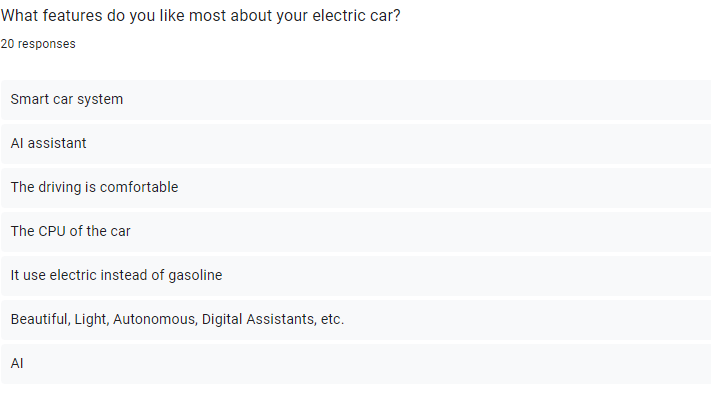 What features do you like most about your electric car?
20 responses
Smart car system
AI assistant
The driving is comfortable
The CPU of the car
It use electric instead of gasoline
Beautiful, Light, Autonomous, Digital Assistants, etc.
AI